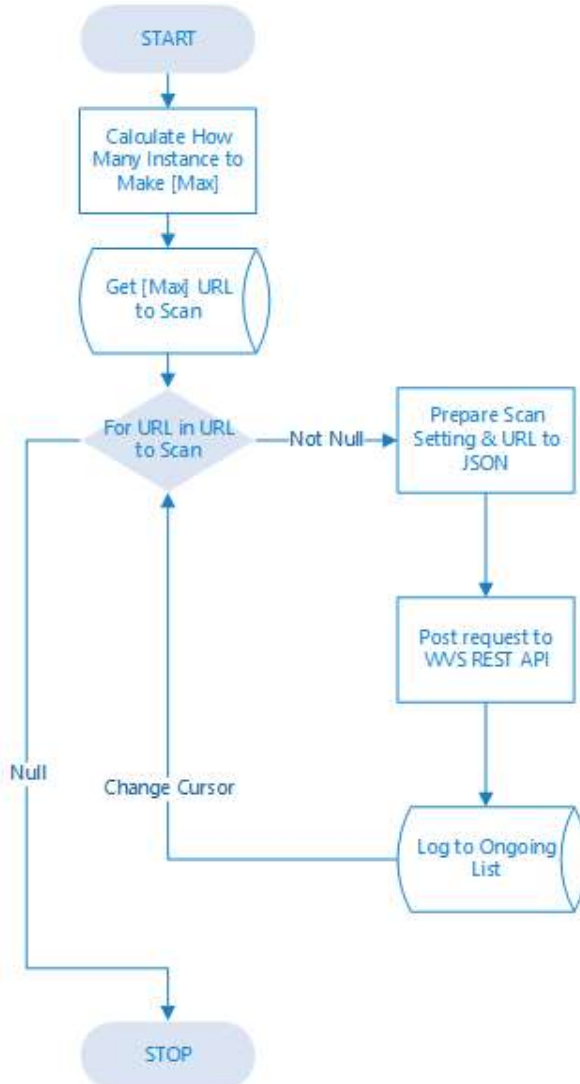 START
Calculate How
Many Instance to
Make [Max]
Get [Max] URL
to Scan
For URL in URL
to Scan
Not Null
Prepare Scan
Setting & URL to
JSON
Post request to
WVS REST API
Null
Change Cursor
Log to Ongoing
List
STOP